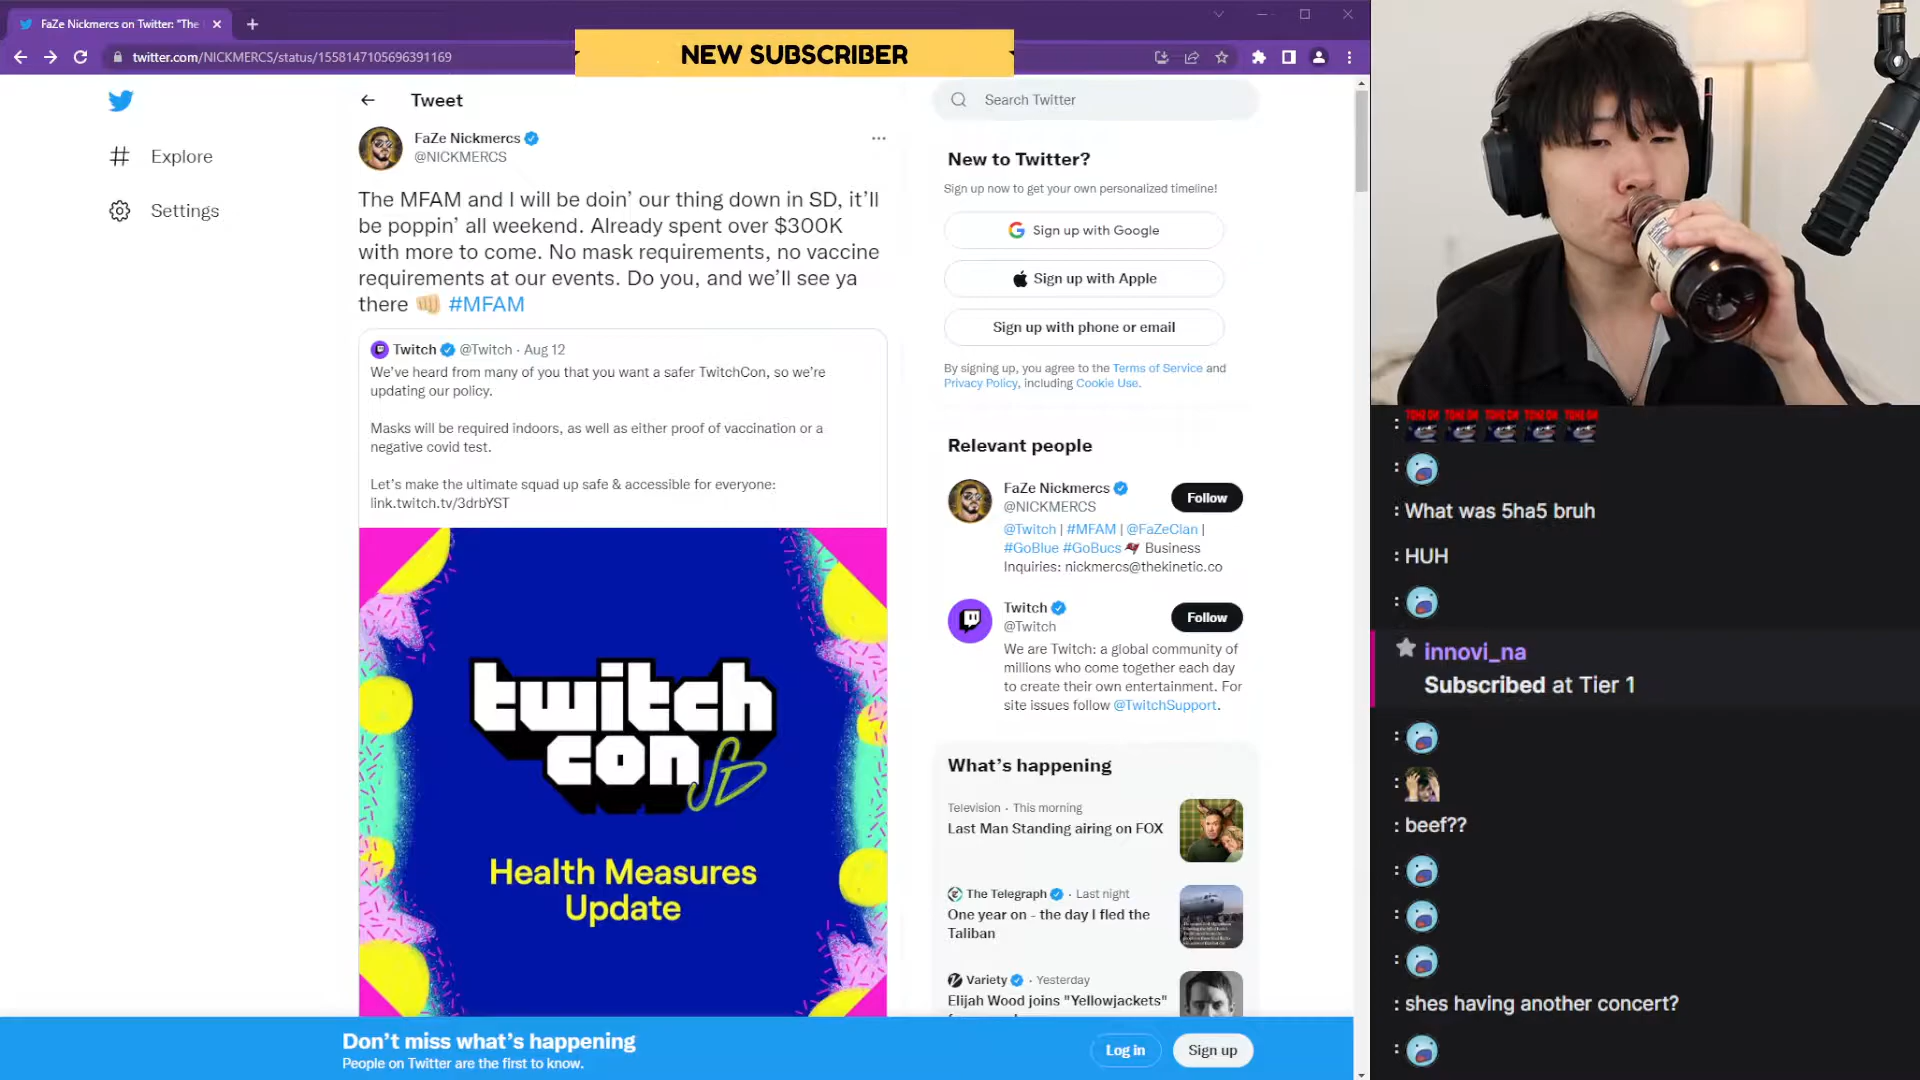 FaZe Nickmercs on Twitter: "The
twitter.com/NICKMERCS/status/1558147105696391169
NEW SUBSCRIBER
Explore
Settings
Tweet
FaZe Nickmercs
@NICKMERCS
The MFAM and I will be doin’ our thing down in SD, it’ll
be poppin’ all weekend. Already spent over $300K
with more to come. No mask requirements, no vaccine
requirements at our events. Do you, and we’ll see ya
there 👊🏼 #MFAM
Twitch @Twitch · Aug 12
We’ve heard from many of you that you want a safer TwitchCon, so we’re
updating our policy.
Masks will be required indoors, as well as either proof of vaccination or a
negative covid test.
Let’s make the ultimate squad up safe & accessible for everyone:
link.twitch.tv/3drbYST
twitch
con SD
Health Measures
Update
Search Twitter
New to Twitter?
Sign up now to get your own personalized timeline!
Sign up with Google
Sign up with Apple
Sign up with phone or email
By signing up, you agree to the Terms of Service and
Privacy Policy, including Cookie Use.
Relevant people
FaZe Nickmercs
@NICKMERCS
Follow
@Twitch | #MFAM | @FaZeClan |
#GoBlue #GoBucs Business
Inquiries: nickmercs@thekinetic.co
Twitch
@Twitch
Follow
We are Twitch: a global community of
millions who come together each day
to create their own entertainment. For
site issues follow @TwitchSupport.
What’s happening
Television · This morning
Last Man Standing airing on FOX
The Telegraph · Last night
One year on - the day I fled the
Taliban
Variety · Yesterday
Elijah Wood joins "Yellowjackets"
Don’t miss what’s happening
People on Twitter are the first to know.
Log in
Sign up
:
:
: What was 5ha5 bruh
: HUH
:
innovi_na
Subscribed at Tier 1
:
:
: beef??
:
:
:
: shes having another concert?
: